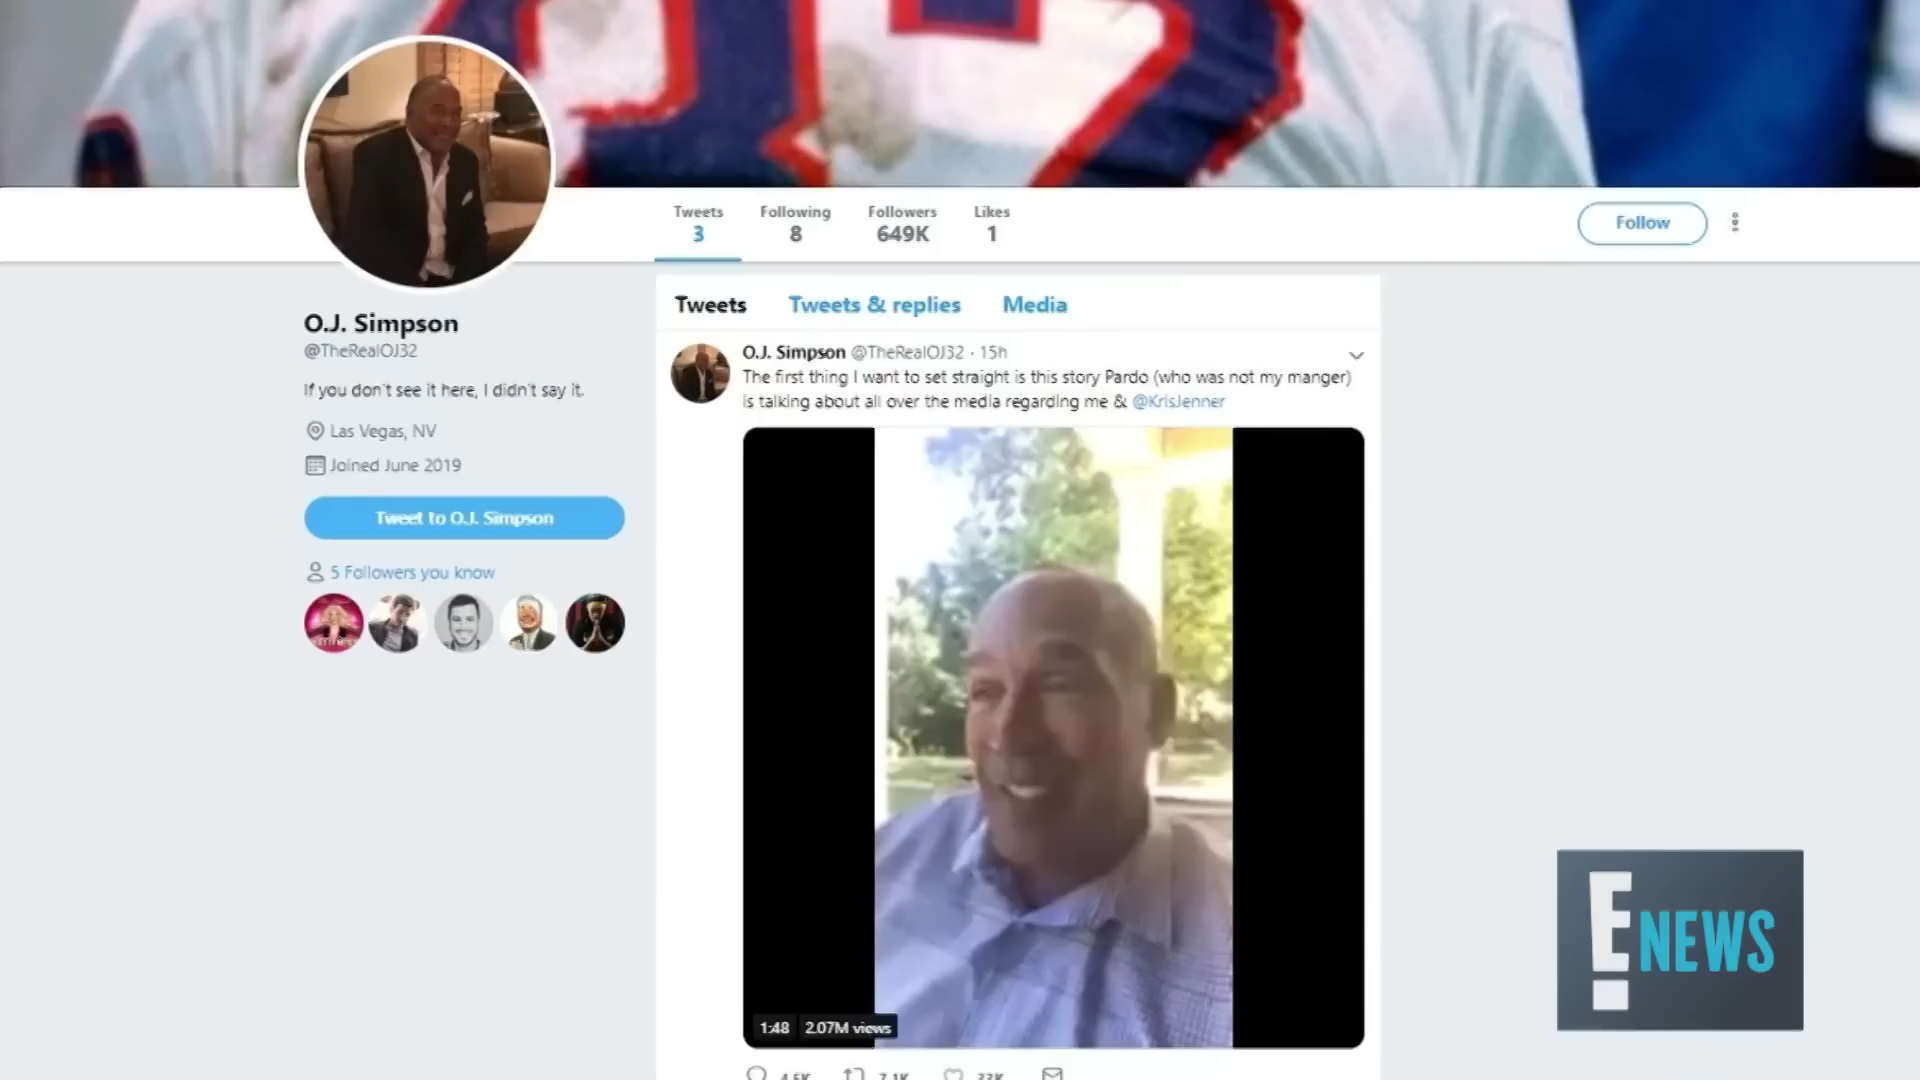 Tweets
3
Following
8
Followers
649K
Likes
1
Follow
O.J. Simpson
@TheRealOJ32
If you don't see it here, I didn't say it.
Las Vegas, NV
Joined June 2019
Tweet to O.J. Simpson
5 Followers you know
Tweets Tweets & replies Media
O.J. Simpson @TheRealOJ32 · 15h
The first thing I want to set straight is this story Pardo (who was not my manger)
is talking about all over the media regarding me & @KrisJenner
1:48 2.07M views
E! NEWS